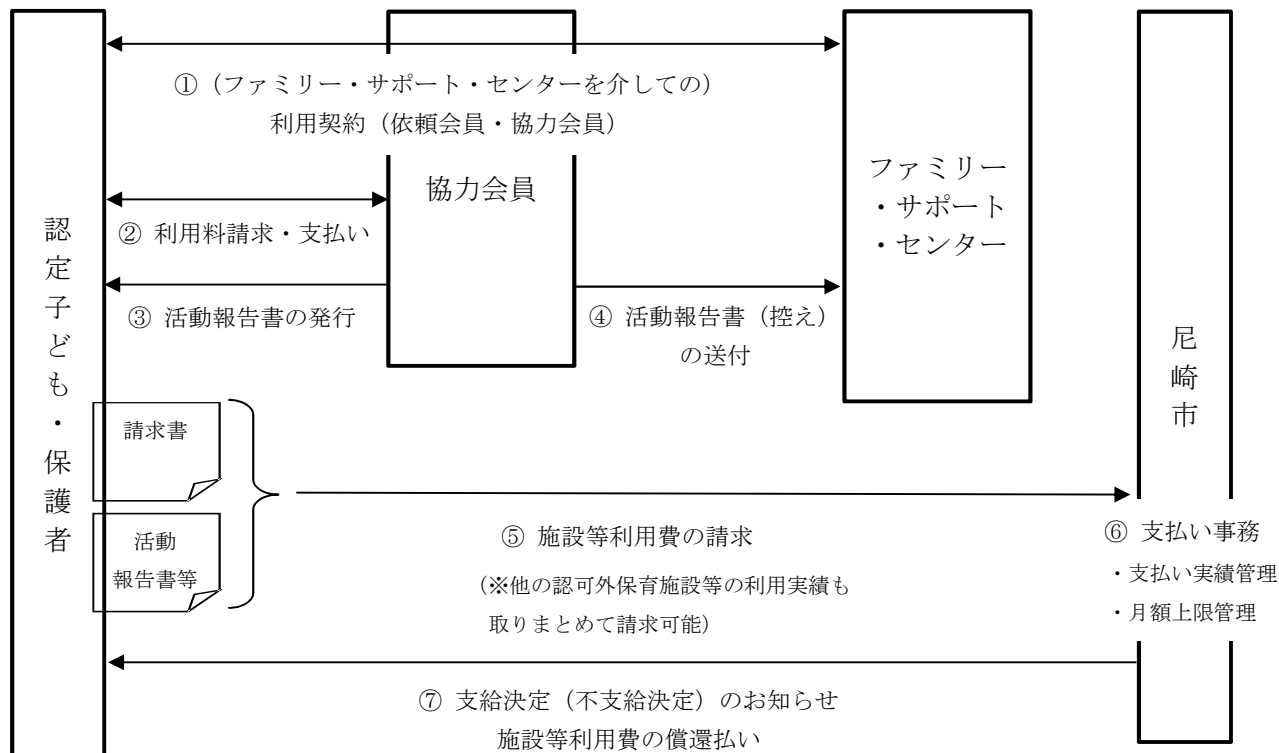 ① (ファミリー・サポート・センターを介しての)
利用契約(依頼会員・協力会員)
協力会員
ファミリー
・サポート
・センター
認定子ども・保護者
② 利用料請求・支払い
③ 活動報告書の発行
④ 活動報告書(控え)
の送付
尼崎市
請求書
活動
報告書等
⑤ 施設等利用費の請求
(※他の認可外保育施設等の利用実績も
取りまとめて請求可能)
⑥ 支払い事務
・支払い実績管理
・月額上限管理
⑦ 支給決定(不支給決定)のお知らせ
施設等利用費の償還払い